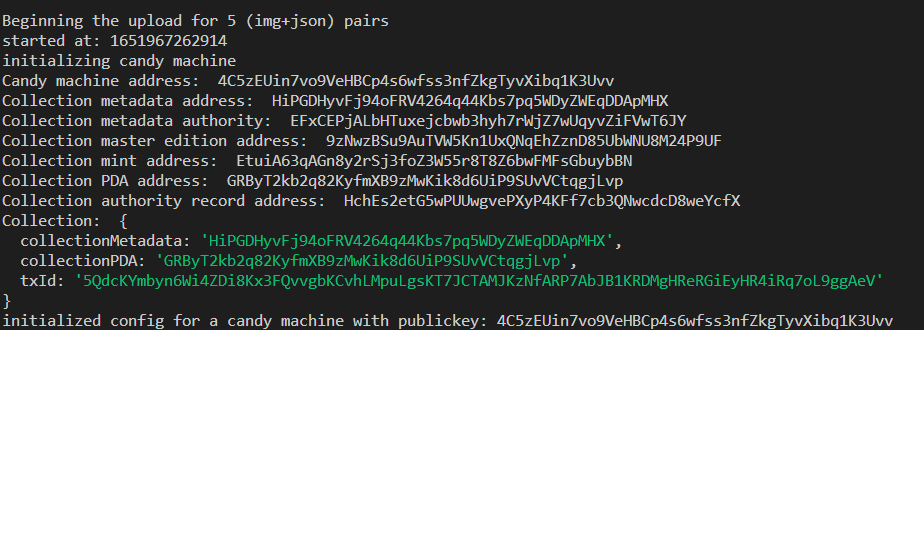 Beginning the upload for 5 (img+json) pairs
started at: 1651967262914
initializing candy machine
Candy machine address:  4C5zEUin7vo9VeHBCp4s6wfss3nfZkgTyvXibq1K3Uvv
Collection metadata address:  HiPGDHyvFj94oFRV4264q44Kbs7pq5WDyZWEqDDApMHX
Collection metadata authority:  EFxCEPjALbHTuxejcbwb3hyh7rWjZ7wUqyvZiFVwT6JY
Collection master edition address:  9zNwzBSu9AuTVW5Kn1UxQNqEhZznD85UbWNU8M24P9UF
Collection mint address:  EtuiA63qAGn8y2rSj3foZ3W55r8T8Z6bwFMFsGbuybBN
Collection PDA address:  GRByT2kb2q82KyfmXB9zMwKik8d6UiP9SUvVCtqgjLvp
Collection authority record address:  HchEs2etG5wPUUwgvePXyP4KFf7cb3QNwcdcD8weYcfX
Collection:  {
  collectionMetadata: 'HiPGDHyvFj94oFRV4264q44Kbs7pq5WDyZWEqDDApMHX',
  collectionPDA: 'GRByT2kb2q82KyfmXB9zMwKik8d6UiP9SUvVCtqgjLvp',
  txId: '5QdcKYmbyn6Wi4ZDi8Kx3FQvvgbKCvhLMpuLgsKT7JCTAMJKzNfARP7AbJB1KRDMgHReRGiEyHR4iRq7oL9ggAeV'
}
initialized config for a candy machine with publickey: 4C5zEUin7vo9VeHBCp4s6wfss3nfZkgTyvXibq1K3Uvv